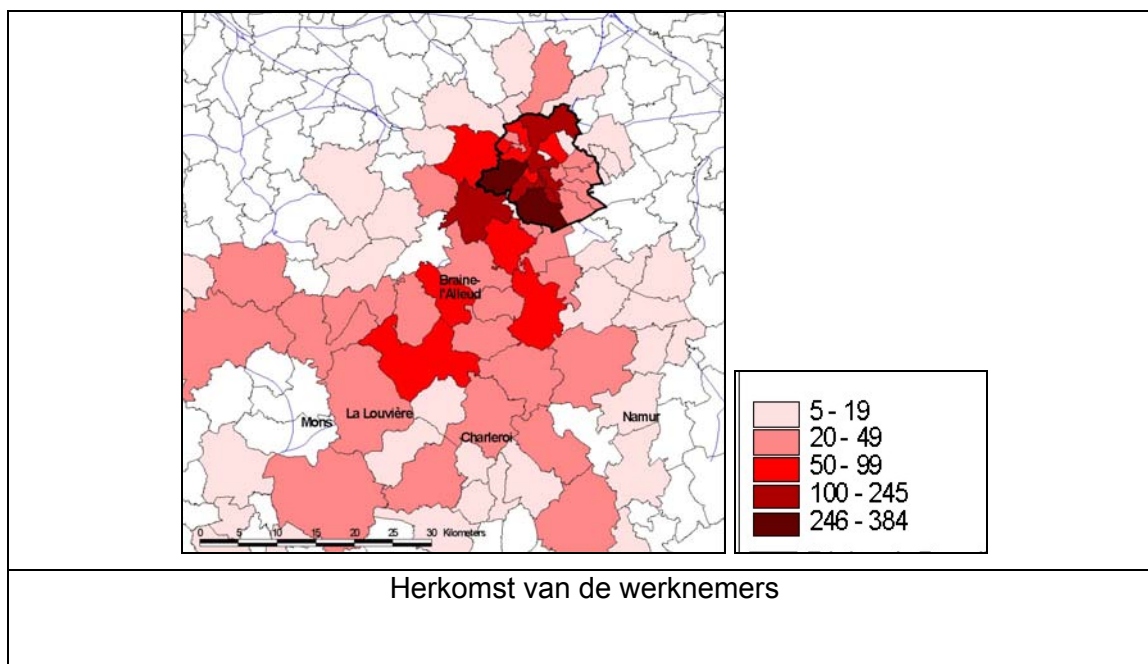 Braine-
l'Alleud
La Louvière
Mons
Namur
Charleroi
0 5 10 15 20 25 30 Kilometers
5 - 19
20 - 49
50 - 99
100 - 245
246 - 384
Herkomst van de werknemers